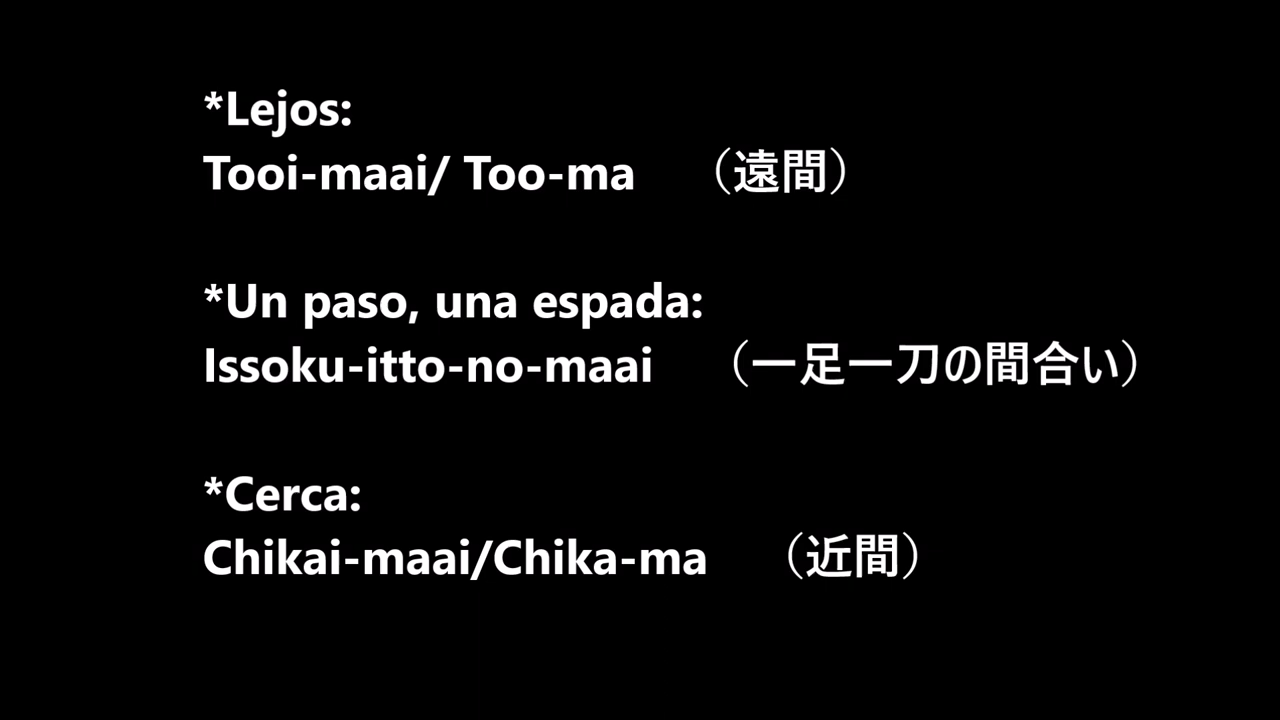 *Lejos:
Tooi-maai/ Too-ma （遠間）
*Un paso, una espada:
Issoku-itto-no-maai （一足一刀の間合い）
*Cerca:
Chikai-maai/Chika-ma （近間）